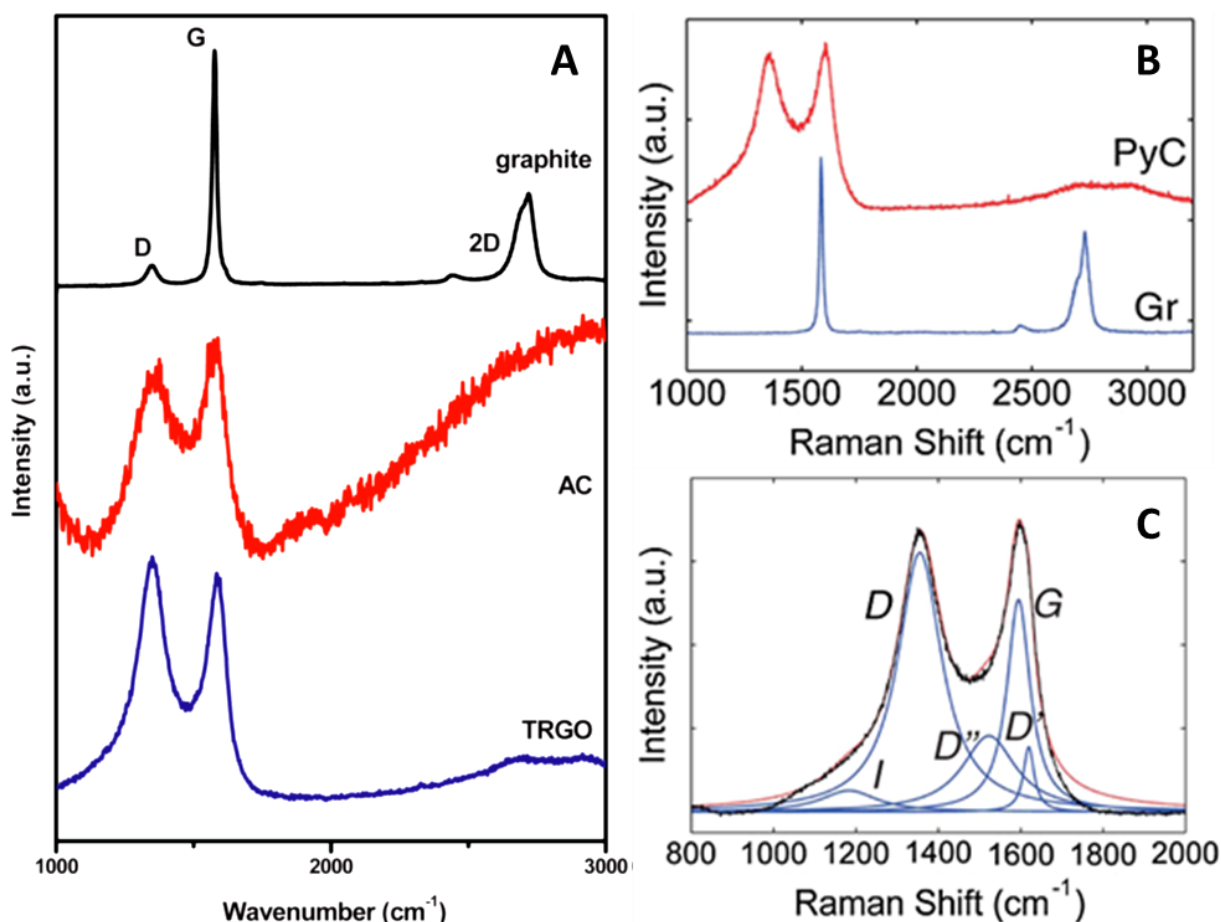 A
G
graphite
2D
D
AC
TRGO
Intensity (a.u.)
1000 2000 3000
Wavenumber (cm⁻¹)
B
PyC
Gr
Intensity (a.u.)
1000 1500 2000 2500 3000
Raman Shift (cm⁻¹)
C
D
G
D''
D'
I
Intensity (a.u.)
800 1000 1200 1400 1600 1800 2000
Raman Shift (cm⁻¹)